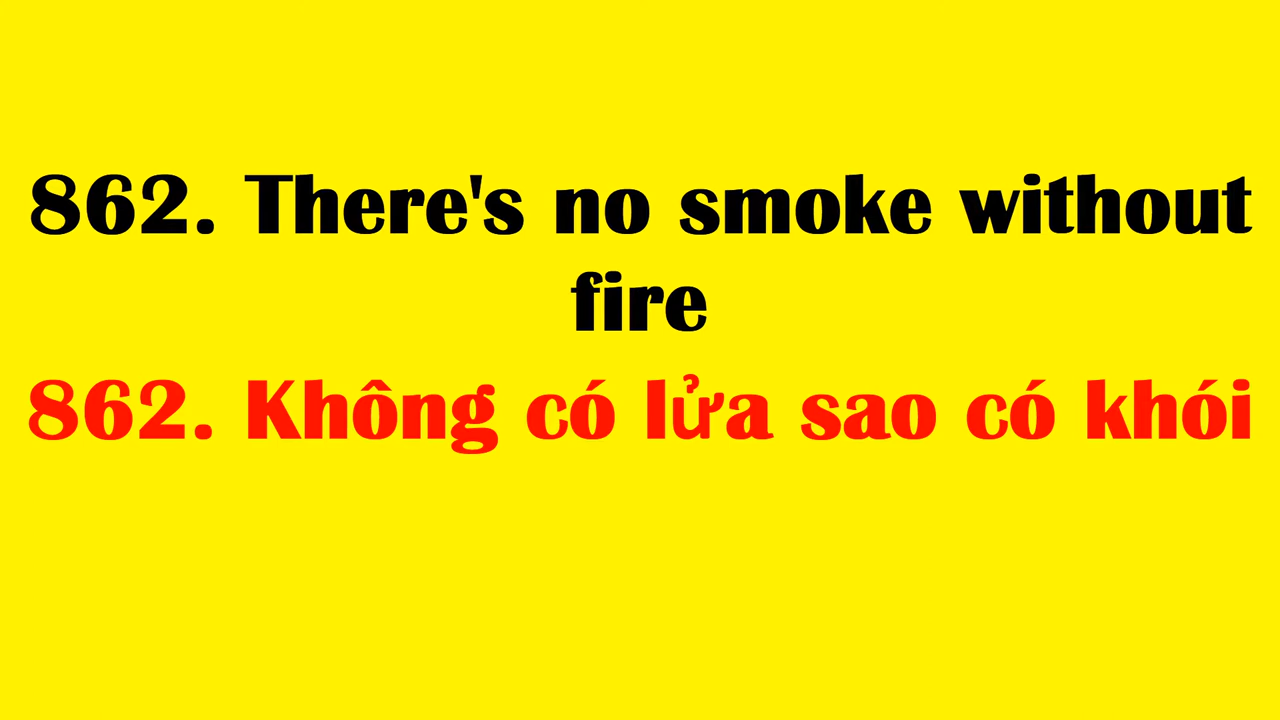 862. There's no smoke without
fire
862. Không có lửa sao có khói